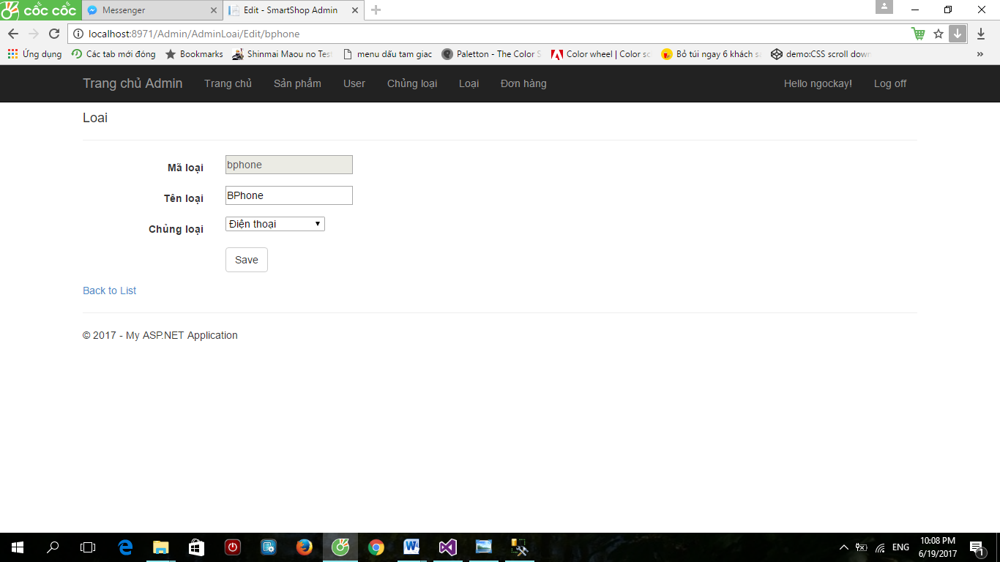 cốc cốc
Messenger
Edit - SmartShop Admin
localhost:8971/Admin/AdminLoai/Edit/bphone
Ứng dụng
Các tab mới đóng
Bookmarks
Shinmai Maou no Tes
menu dấu tam giac
Paletton - The Color S
Color wheel | Color sc
Bỏ túi ngay 6 khách sạ
demo:CSS scroll down
»
Trang chủ Admin
Trang chủ
Sản phẩm
User
Chủng loại
Loại
Đơn hàng
Hello ngockay!
Log off
Loai
Mã loại
bphone
Tên loại
BPhone
Chủng loại
Điện thoại
Save
Back to List
© 2017 - My ASP.NET Application
ENG
10:08 PM
6/19/2017
1